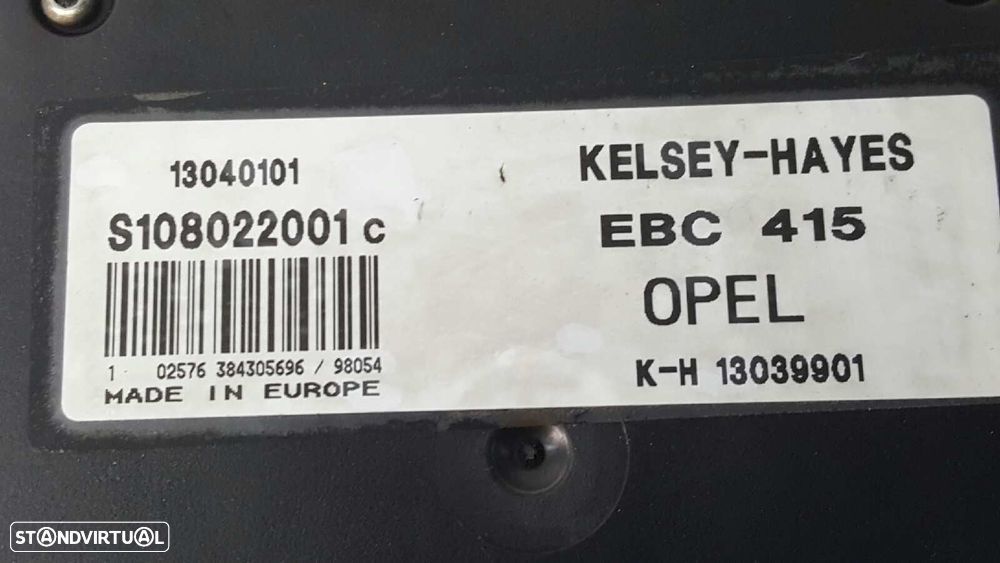 13040101
S108022001 c
1 02576 384305696 / 98054
MADE IN EUROPE
KELSEY-HAYES
EBC 415
OPEL
K-H 13039901
STANDVIRTUAL